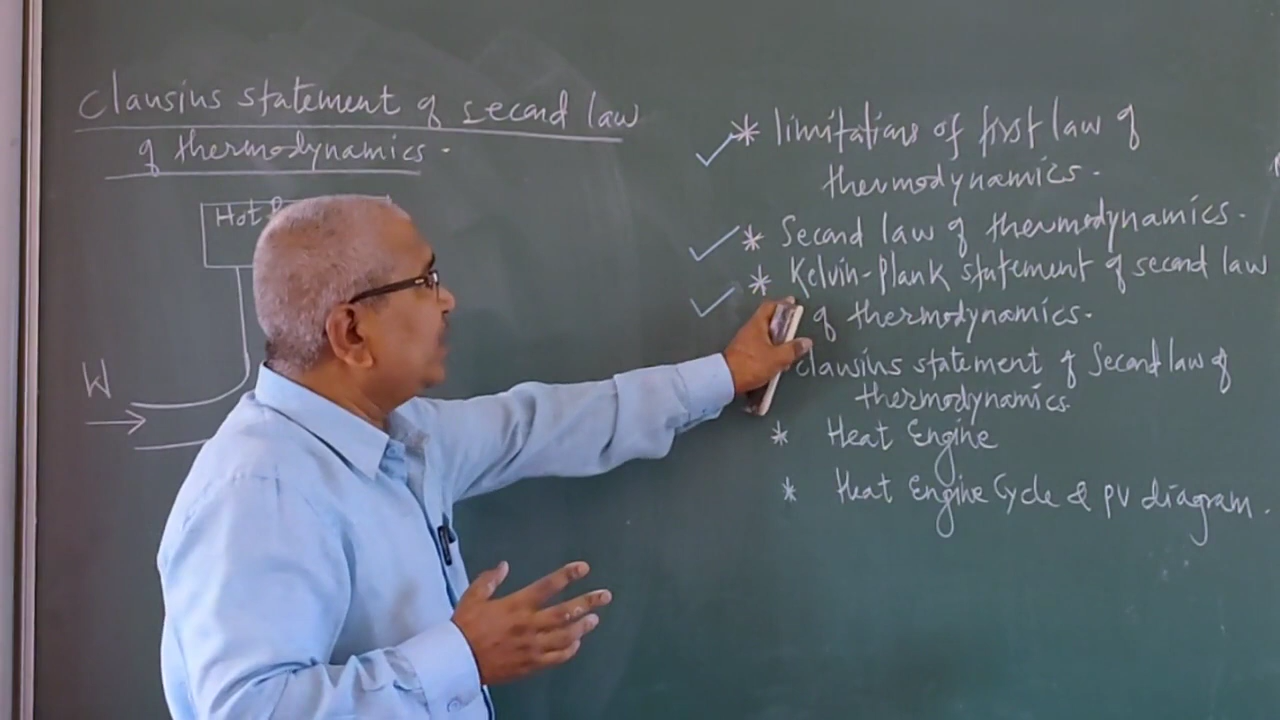 Clausius statement of second law
of thermodynamics.
Hot
W
* limitations of first law of
thermodynamics.
* Second law of thermodynamics.
* Kelvin-Plank statement of second law
of thermodynamics.
Clausius statement of Second law of
thermodynamics
* Heat Engine
* Heat Engine Cycle & PV diagram.